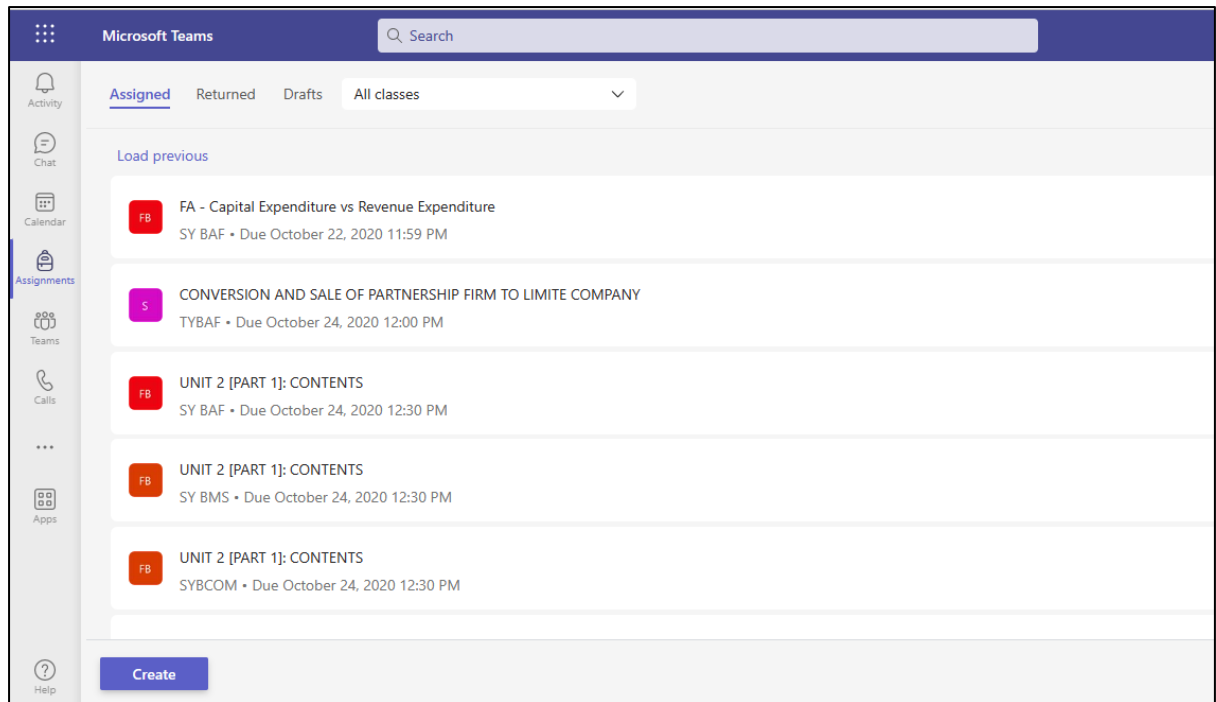 Microsoft Teams
Search
Activity
Chat
Calendar
Assignments
Teams
Calls
Apps
Help
Assigned Returned Drafts All classes
Load previous
FB
FA - Capital Expenditure vs Revenue Expenditure
SY BAF • Due October 22, 2020 11:59 PM
S
CONVERSION AND SALE OF PARTNERSHIP FIRM TO LIMITE COMPANY
TYBAF • Due October 24, 2020 12:00 PM
FB
UNIT 2 [PART 1]: CONTENTS
SY BAF • Due October 24, 2020 12:30 PM
FB
UNIT 2 [PART 1]: CONTENTS
SY BMS • Due October 24, 2020 12:30 PM
FB
UNIT 2 [PART 1]: CONTENTS
SYBCOM • Due October 24, 2020 12:30 PM
Create